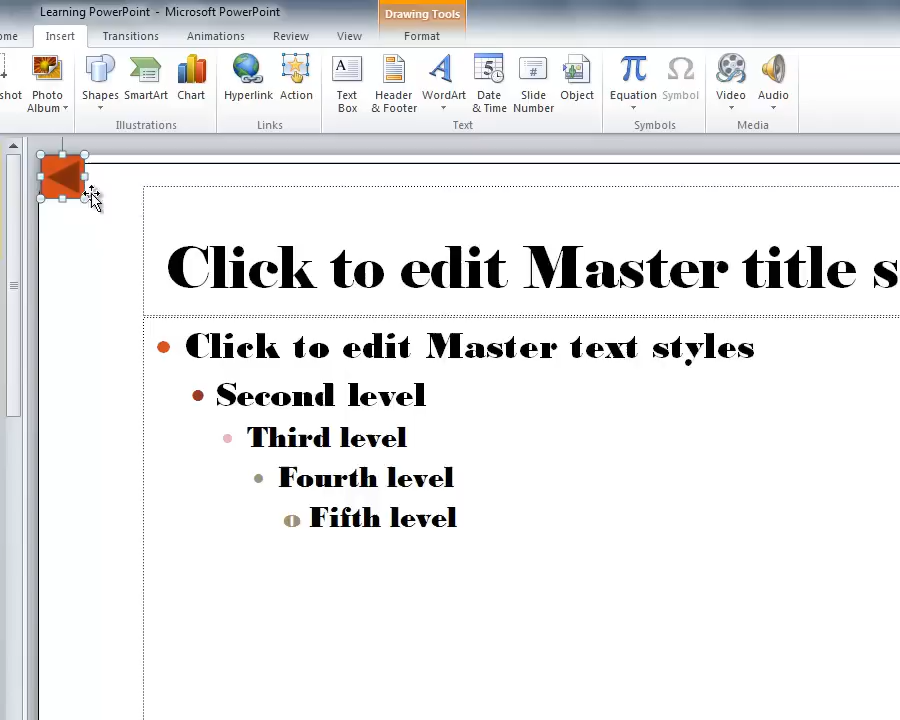 Learning PowerPoint - Microsoft PowerPoint
Drawing Tools
ome Insert Transitions Animations Review View Format
shot Photo Album Shapes SmartArt Chart Hyperlink Action Text Box Header & Footer WordArt Date & Time Slide Number Object Equation Symbol Video Audio
Illustrations Links Text Symbols Media
Click to edit Master title s
Click to edit Master text styles
Second level
Third level
Fourth level
Fifth level